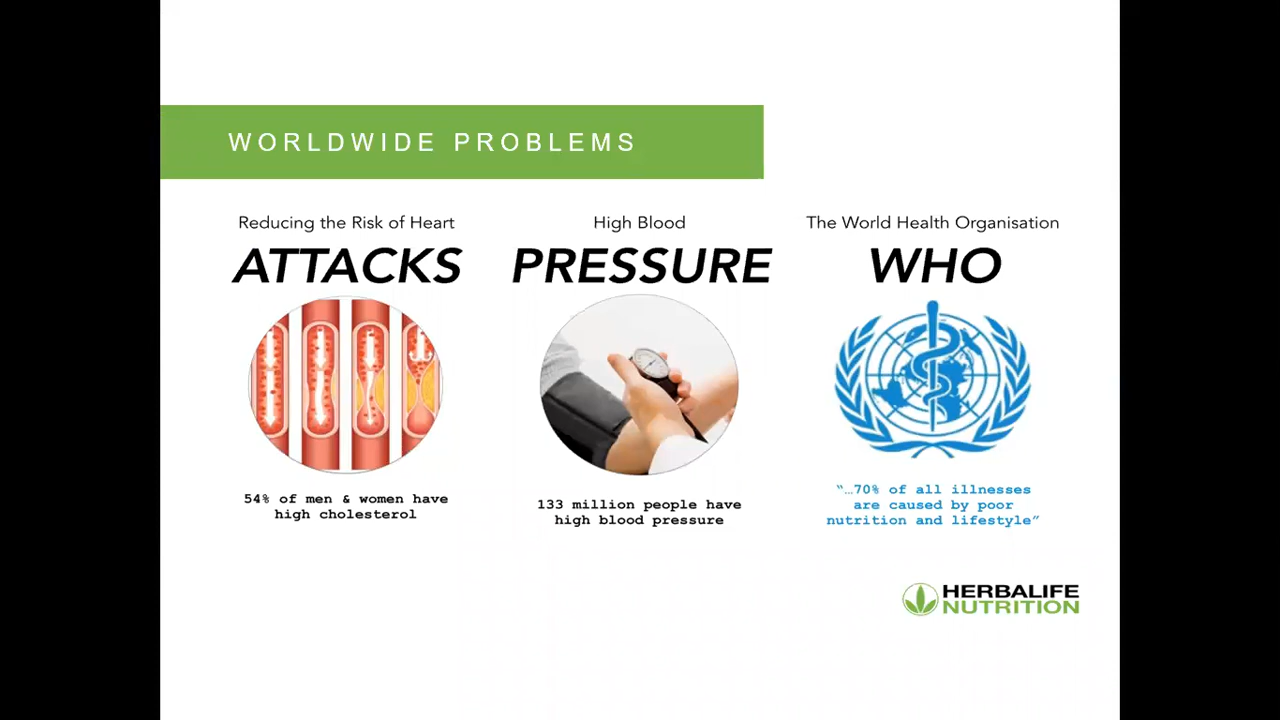 WORLDWIDE PROBLEMS
Reducing the Risk of Heart
ATTACKS
54% of men & women have
high cholesterol
High Blood
PRESSURE
133 million people have
high blood pressure
The World Health Organisation
WHO
“…70% of all illnesses
are caused by poor
nutrition and lifestyle”
HERBALIFE
NUTRITION